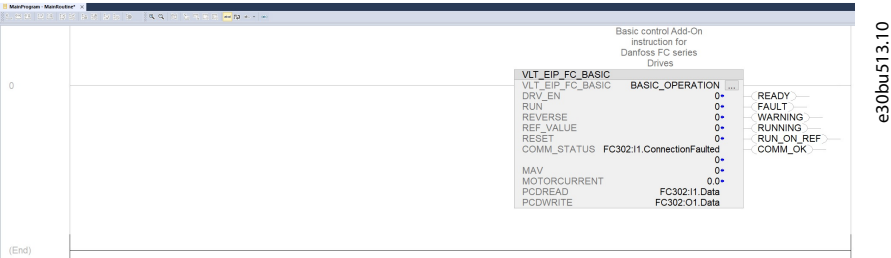 MainProgram - MainRoutine*
Basic control Add-On
instruction for
Danfoss FC series
Drives
VLT_EIP_FC_BASIC
0
VLT_EIP_FC_BASIC BASIC_OPERATION ...
DRV_EN 0 READY
RUN 0 FAULT
REVERSE 0 WARNING
REF_VALUE 0 RUNNING
RESET 0 RUN_ON_REF
COMM_STATUS FC302:I1.ConnectionFaulted COMM_OK
0
MAV 0
MOTORCURRENT 0.0
PCDREAD FC302:I1.Data
PCDWRITE FC302:O1.Data
(End)
e30bu513.10